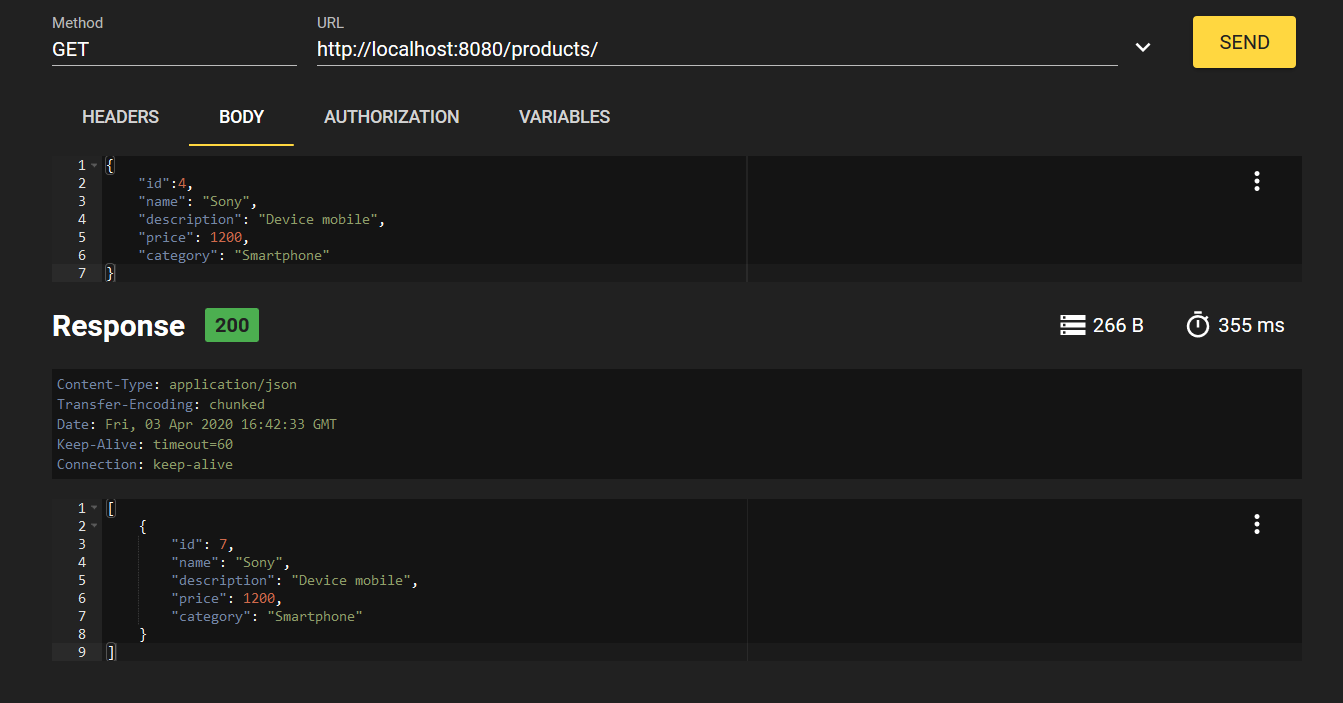 Method
GET
URL
http://localhost:8080/products/
SEND
HEADERS
BODY
AUTHORIZATION
VARIABLES
1 {
2 "id":4,
3 "name": "Sony",
4 "description": "Device mobile",
5 "price": 1200,
6 "category": "Smartphone"
7 }
Response 200
266 B
355 ms
Content-Type: application/json
Transfer-Encoding: chunked
Date: Fri, 03 Apr 2020 16:42:33 GMT
Keep-Alive: timeout=60
Connection: keep-alive
1 [
2 {
3 "id": 7,
4 "name": "Sony",
5 "description": "Device mobile",
6 "price": 1200,
7 "category": "Smartphone"
8 }
9 ]